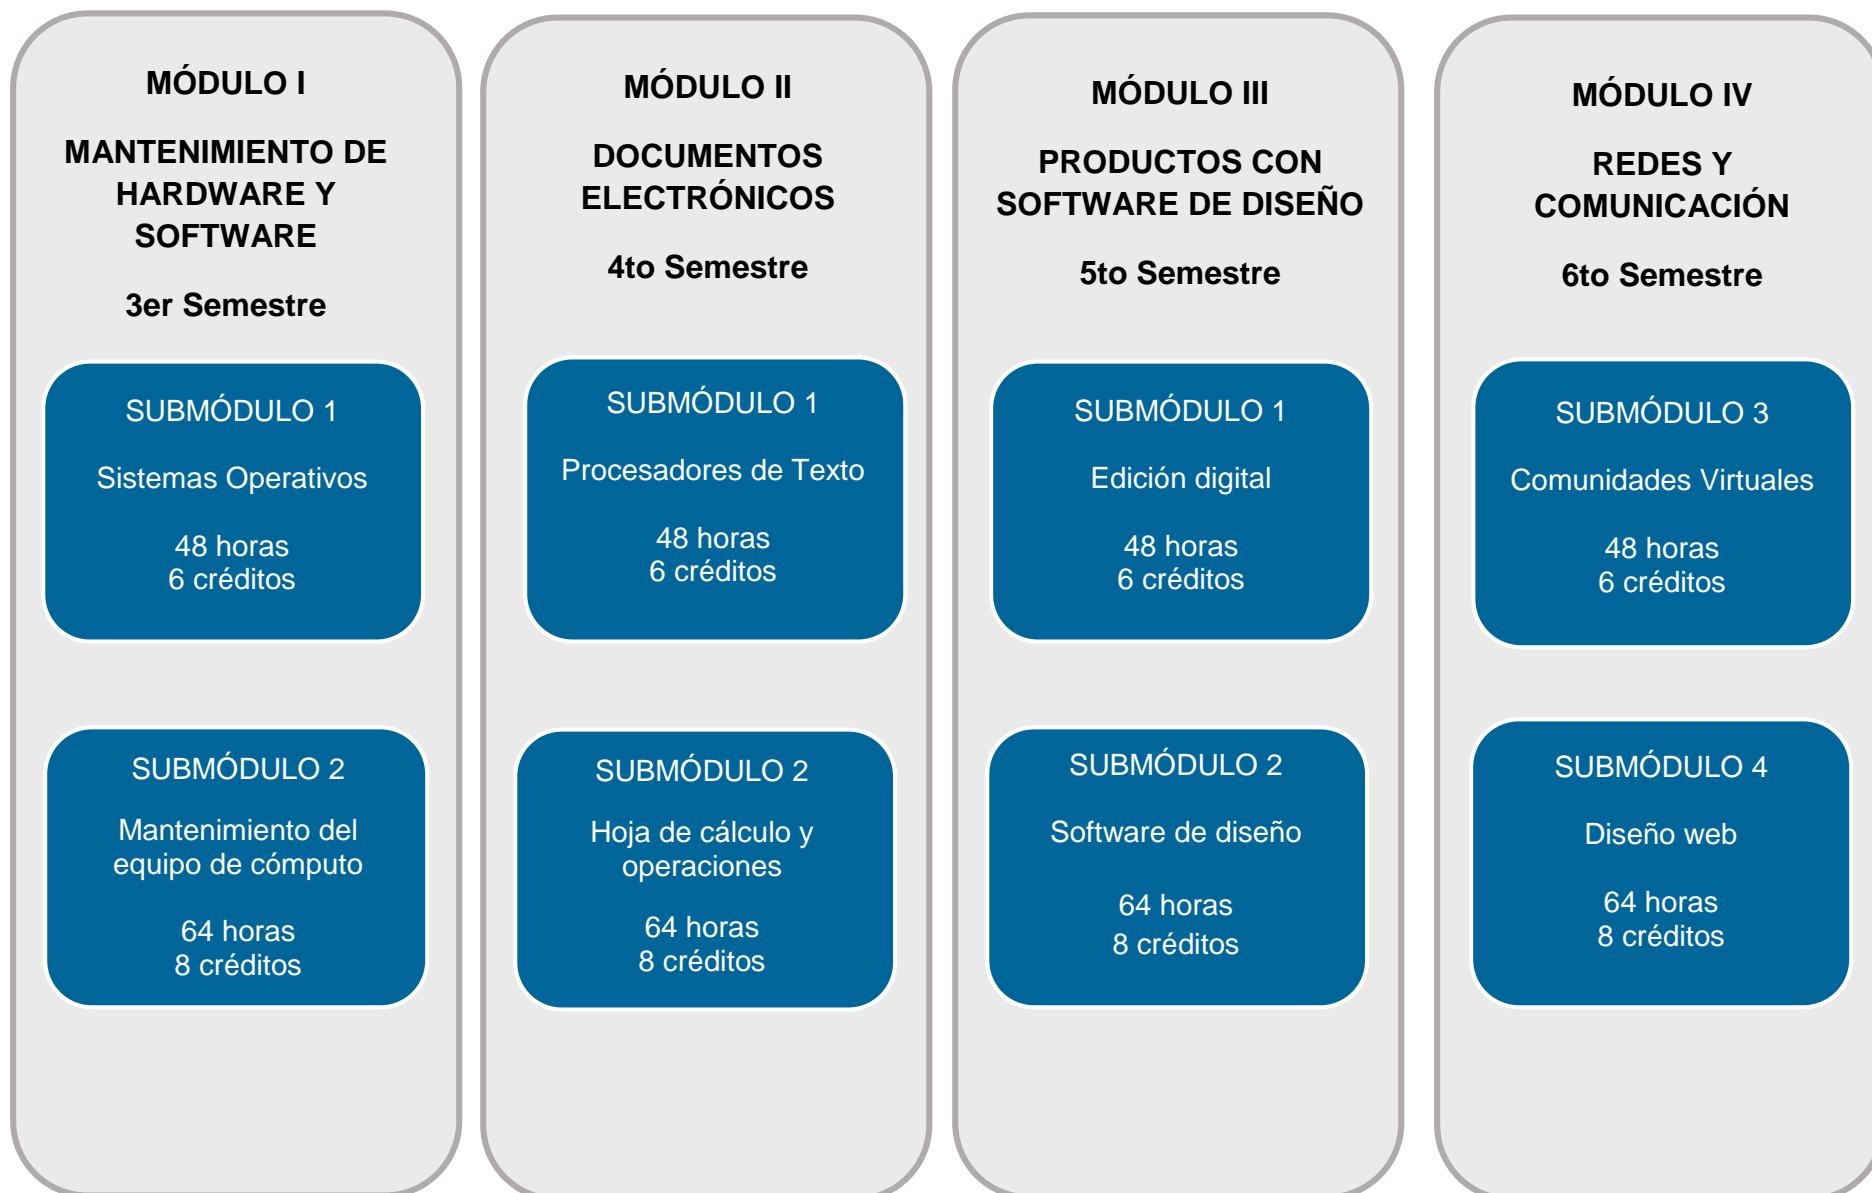 MÓDULO I
MANTENIMIENTO DE
HARDWARE Y
SOFTWARE
3er Semestre
SUBMÓDULO 1
Sistemas Operativos
48 horas
6 créditos
SUBMÓDULO 2
Mantenimiento del
equipo de cómputo
64 horas
8 créditos
MÓDULO II
DOCUMENTOS
ELECTRÓNICOS
4to Semestre
SUBMÓDULO 1
Procesadores de Texto
48 horas
6 créditos
SUBMÓDULO 2
Hoja de cálculo y
operaciones
64 horas
8 créditos
MÓDULO III
PRODUCTOS CON
SOFTWARE DE DISEÑO
5to Semestre
SUBMÓDULO 1
Edición digital
48 horas
6 créditos
SUBMÓDULO 2
Software de diseño
64 horas
8 créditos
MÓDULO IV
REDES Y
COMUNICACIÓN
6to Semestre
SUBMÓDULO 3
Comunidades Virtuales
48 horas
6 créditos
SUBMÓDULO 4
Diseño web
64 horas
8 créditos